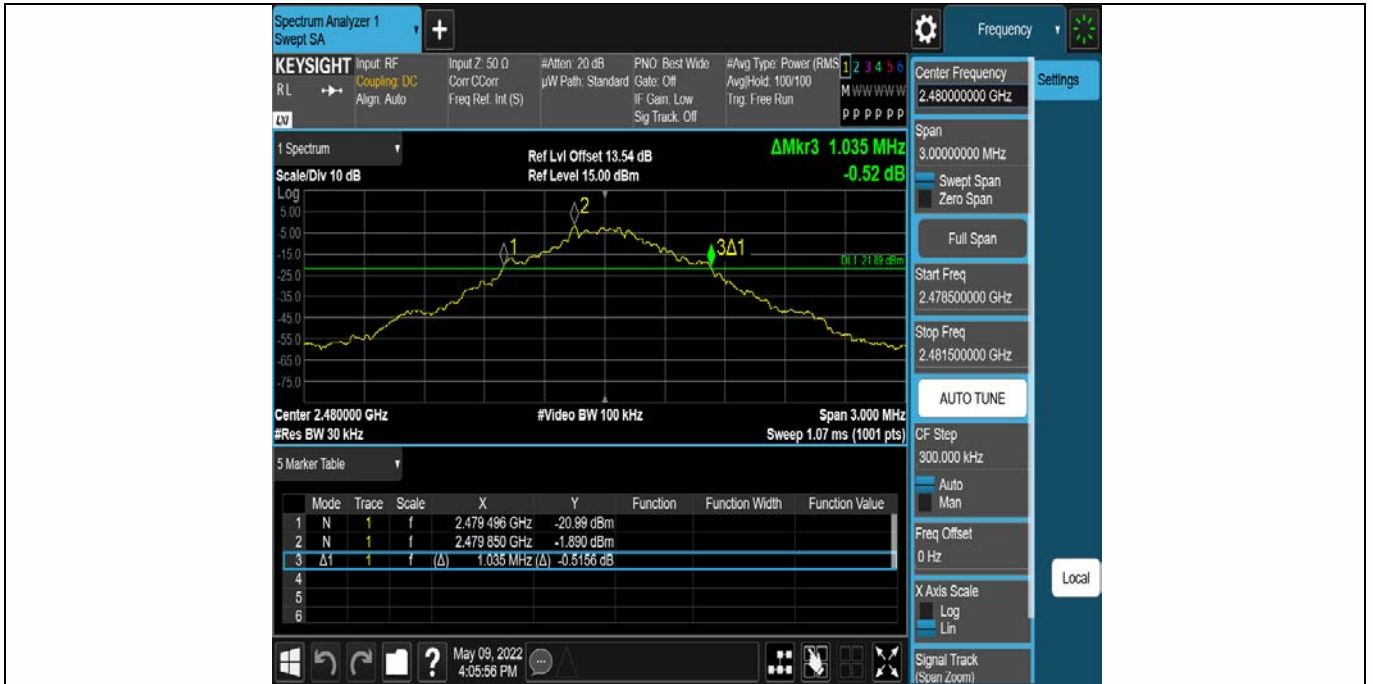 Spectrum Analyzer 1
Swept SA
+
Frequency
KEYSIGHT
RL
Input: RF
Coupling: DC
Align: Auto
Input Z: 50 Ω
Corr CCorr
Freq Ref: Int (S)
#Atten: 20 dB
µW Path: Standard
PNO: Best Wide
Gate: Off
IF Gain: Low
Sig Track: Off
#Avg Type: Power (RMS
Avg|Hold: 100/100
Trig: Free Run
1 2 3 4 5 6
M W W W W W
P P P P P P
1 Spectrum
Scale/Div 10 dB
Ref Lvl Offset 13.54 dB
Ref Level 15.00 dBm
ΔMkr3 1.035 MHz
-0.52 dB
Log
5.00
-5.00
-15.0
-25.0
-35.0
-45.0
-55.0
-65.0
-75.0
1
2
3Δ1
DL1 -21.89 dBm
Center 2.480000 GHz
#Res BW 30 kHz
#Video BW 100 kHz
Span 3.000 MHz
Sweep 1.07 ms (1001 pts)
5 Marker Table
Mode Trace Scale X Y Function Function Width Function Value
1 N 1 f 2.479 496 GHz -20.99 dBm
2 N 1 f 2.479 850 GHz -1.890 dBm
3 Δ1 1 f (Δ) 1.035 MHz (Δ) -0.5156 dB
4
5
6
?
May 09, 2022
4:05:56 PM
Center Frequency
2.480000000 GHz
Span
3.00000000 MHz
Swept Span
Zero Span
Full Span
Start Freq
2.478500000 GHz
Stop Freq
2.481500000 GHz
AUTO TUNE
CF Step
300.000 kHz
Auto
Man
Freq Offset
0 Hz
X Axis Scale
Log
Lin
Signal Track
(Span Zoom)
Settings
Local